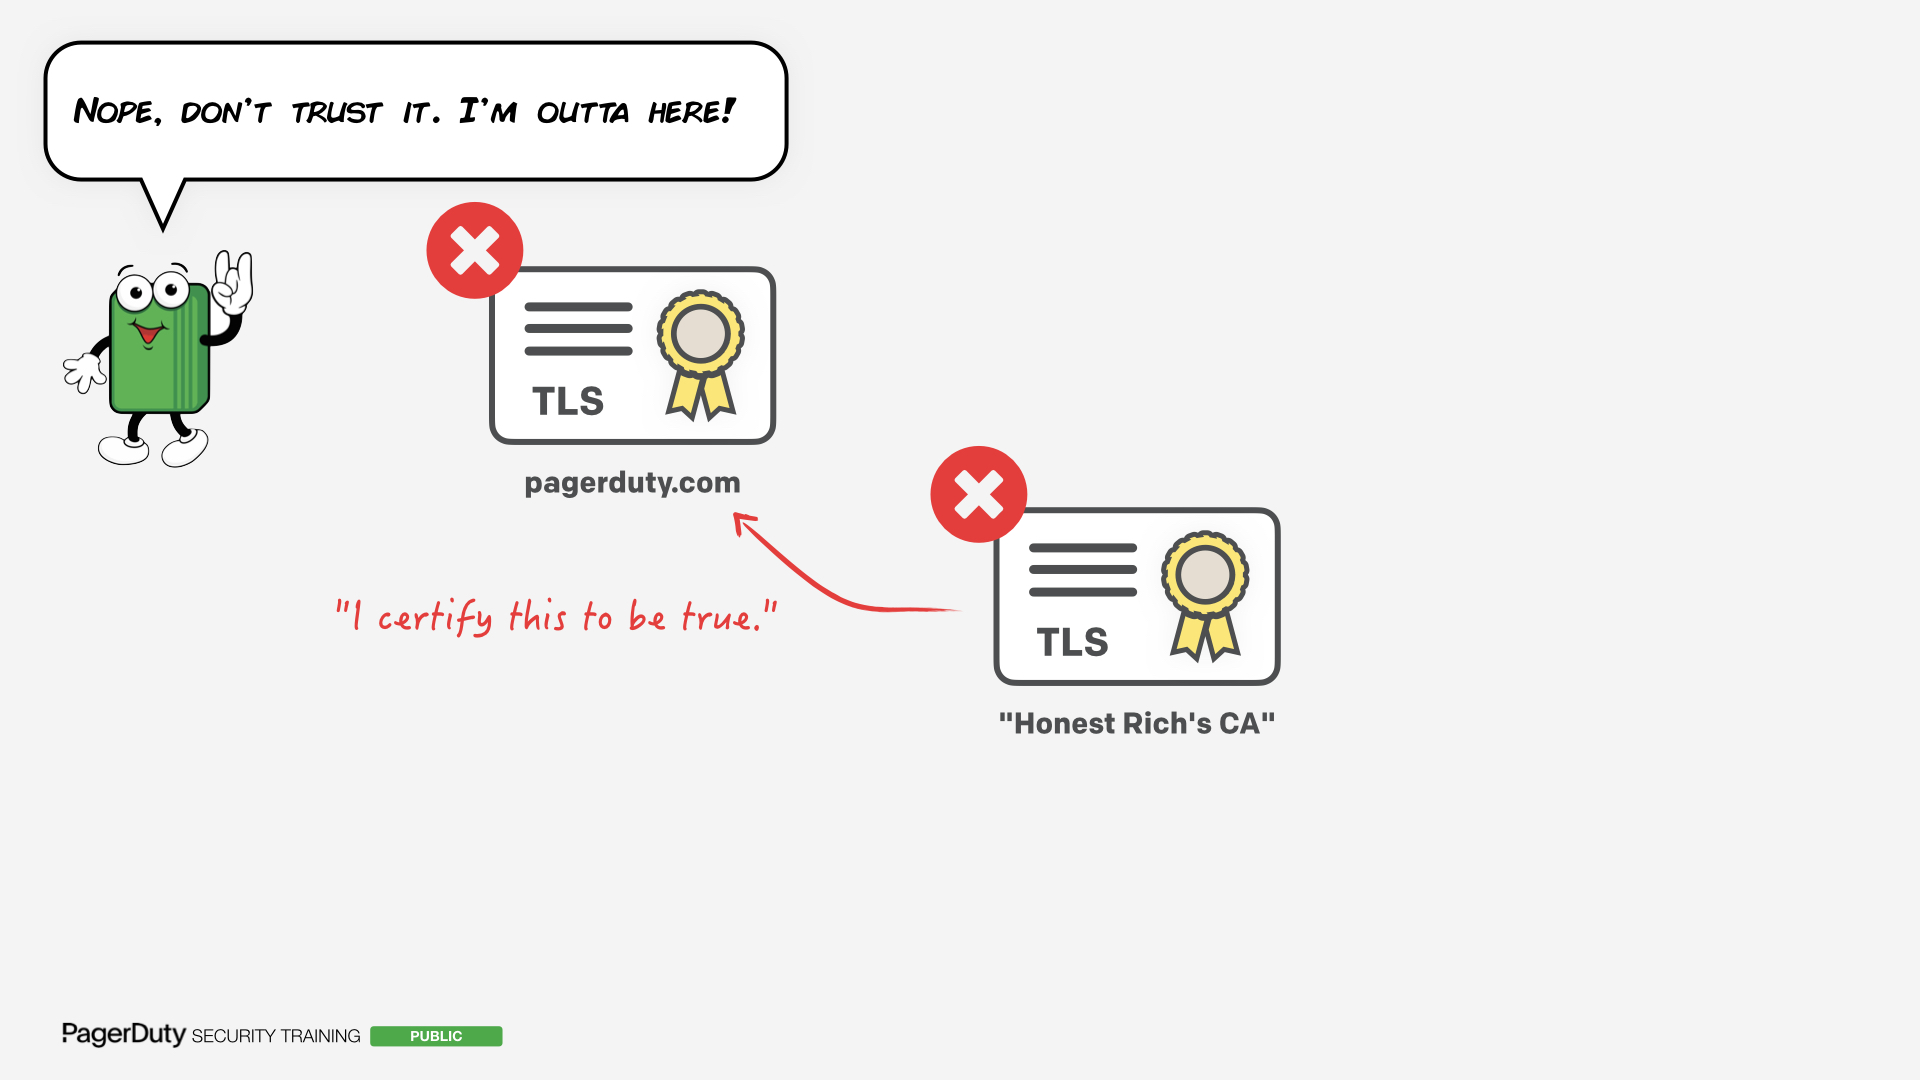 Nope, don't trust it. I'm outta here!
TLS
pagerduty.com
"I certify this to be true."
TLS
"Honest Rich's CA"
PagerDuty SECURITY TRAINING PUBLIC